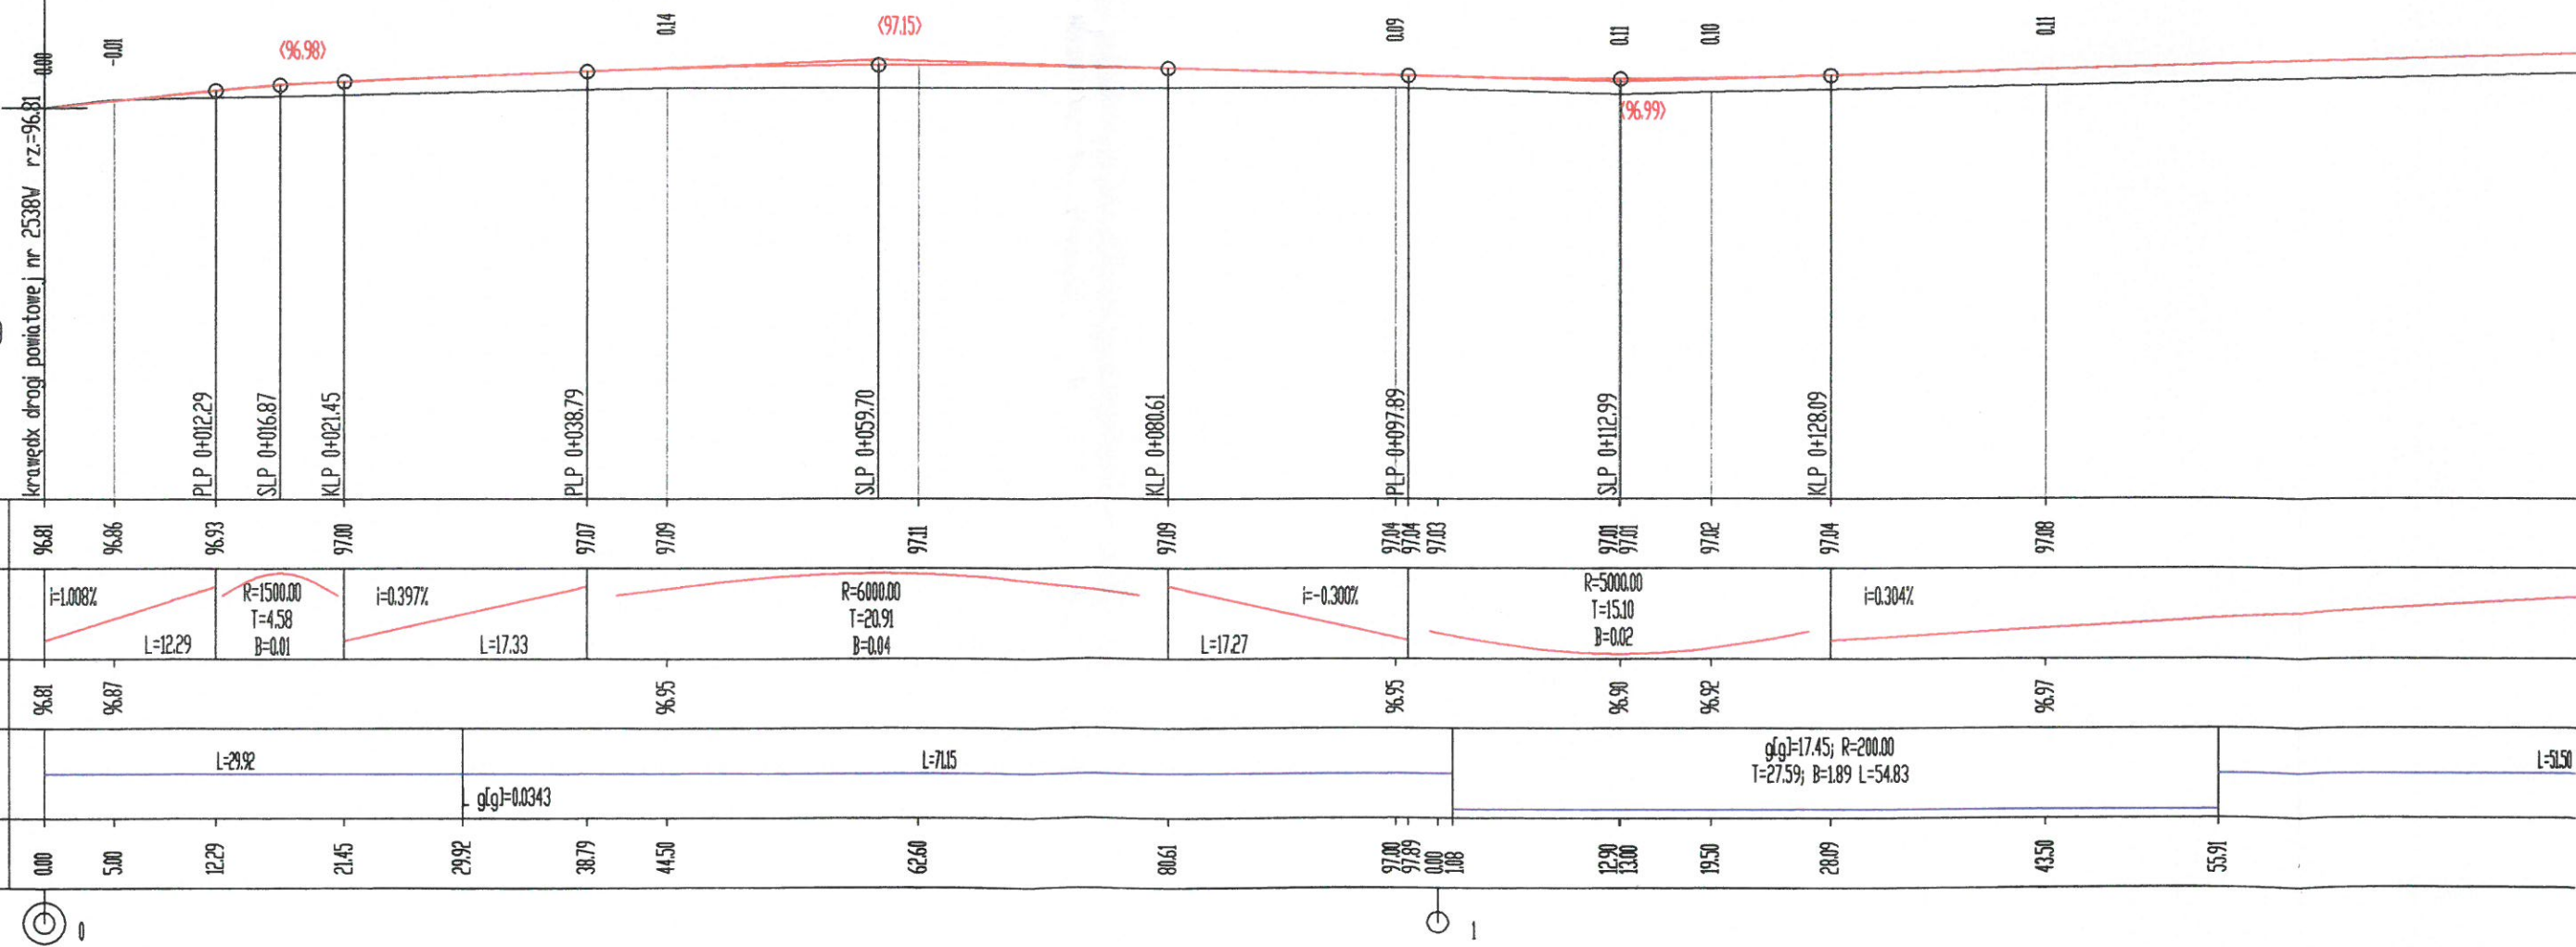 0.00
-0.01
<96.98>
0.14
<97.15>
0.09
0.11
<96.99>
0.10
0.11
krawędx drogi powiatowej nr 2538W rz.=96.81
PLP 0+012.29
SLP 0+016.87
KLP 0+021.45
PLP 0+038.79
SLP 0+059.70
KLP 0+080.61
PLP 0+097.89
SLP 0+112.99
KLP 0+128.09
96.81
96.86
96.93
97.00
97.07
97.09
97.11
97.09
97.04
97.04
97.03
97.01
97.01
97.02
97.04
97.08
i=1.008%
L=12.29
R=1500.00
T=4.58
B=0.01
i=0.397%
L=17.33
R=6000.00
T=20.91
B=0.04
i=-0.300%
L=17.27
R=5000.00
T=15.10
B=0.02
i=0.304%
96.81
96.87
96.95
96.95
96.90
96.92
96.97
L=29.92
g[g]=0.0343
L=71.15
g[g]=17.45; R=200.00
T=27.59; B=1.89 L=54.83
L=51.50
0.00
5.00
12.29
21.45
29.92
38.79
44.50
62.60
80.61
97.00
97.89
0.00
1.08
12.90
13.00
19.50
28.09
43.50
55.91
0
1